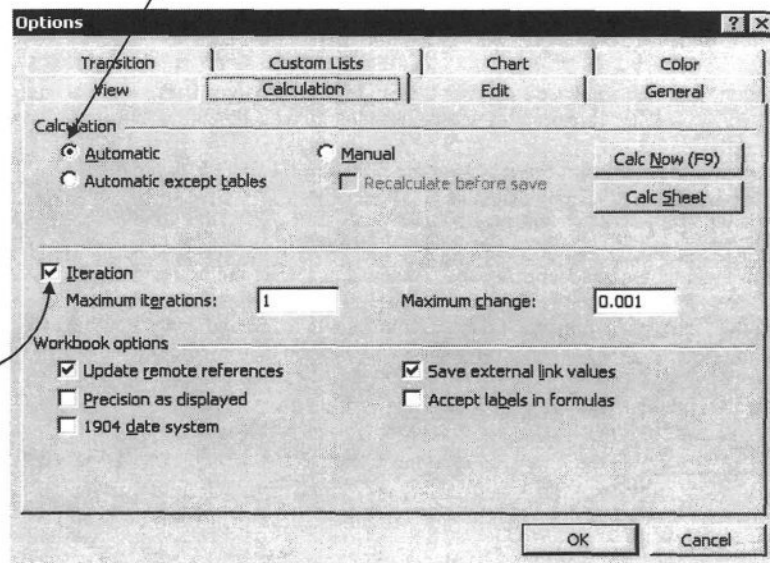 Options
Transition Custom Lists Chart Color
View Calculation Edit General
Calculation
Automatic Manual Calc Now (F9)
Automatic except tables Recalculate before save Calc Sheet
Iteration
Maximum iterations: 1 Maximum change: 0.001
Workbook options
Update remote references Save external link values
Precision as displayed Accept labels in formulas
1904 date system
OK Cancel